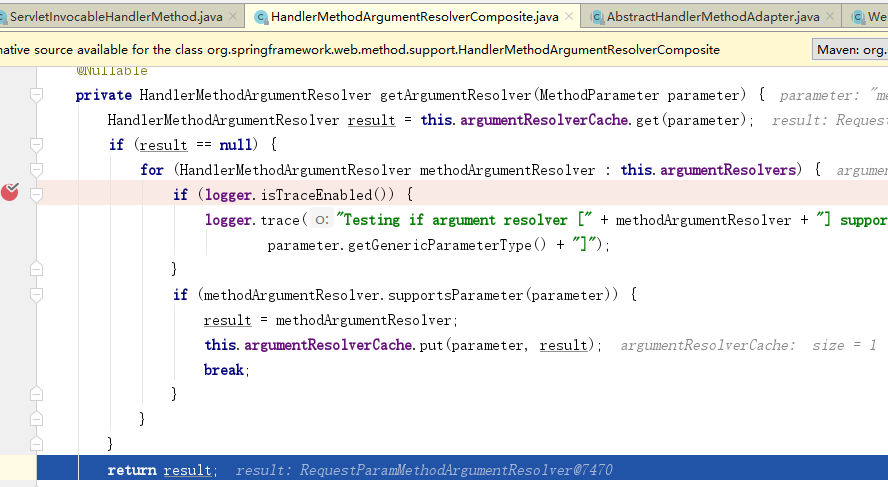 ServletInvocableHandlerMethod.java × HandlerMethodArgumentResolverComposite.java × AbstractHandlerMethodAdapter.java × We
native source available for the class org.springframework.web.method.support.HandlerMethodArgumentResolverComposite Maven: org.
@Nullable
private HandlerMethodArgumentResolver getArgumentResolver(MethodParameter parameter) { parameter: "me
HandlerMethodArgumentResolver result = this.argumentResolverCache.get(parameter); result: Request
if (result == null) {
for (HandlerMethodArgumentResolver methodArgumentResolver : this.argumentResolvers) { argumen
if (logger.isTraceEnabled()) {
logger.trace( o: "Testing if argument resolver [" + methodArgumentResolver + "] suppor
parameter.getGenericParameterType() + "]");
}
if (methodArgumentResolver.supportsParameter(parameter)) {
result = methodArgumentResolver;
this.argumentResolverCache.put(parameter, result); argumentResolverCache: size = 1
break;
}
}
}
return result; result: RequestParamMethodArgumentResolver@7470